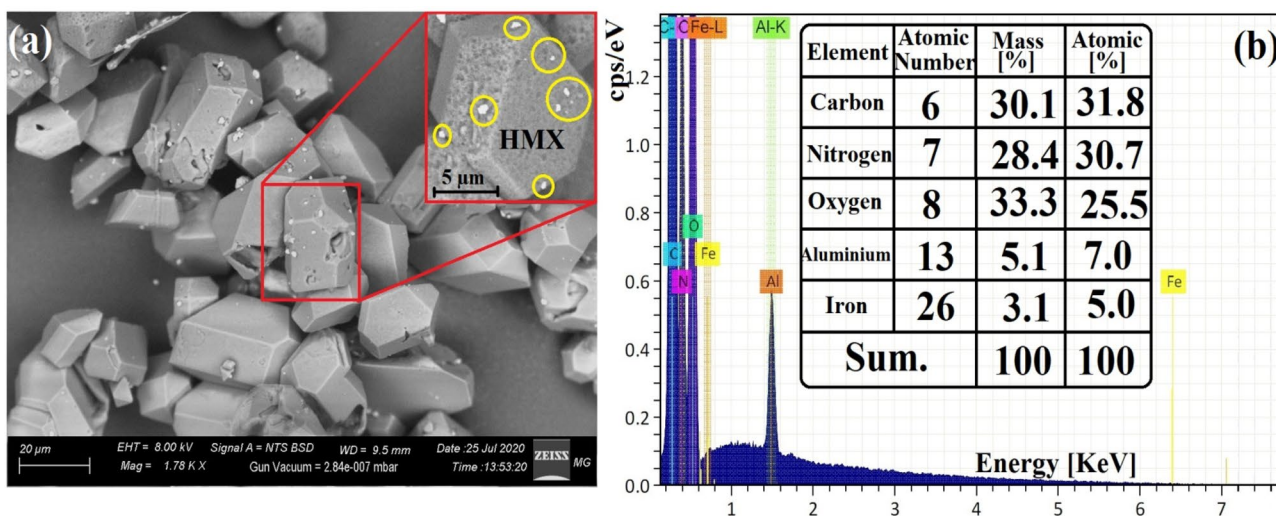 (a)
HMX
5 µm
20 µm
EHT = 8.00 kV
Signal A = NTS BSD
WD = 9.5 mm
Date :25 Jul 2020
Mag = 1.78 K X
Gun Vacuum = 2.84e-007 mbar
Time :13:53:20
ZEISS
MG
(b)
cps/eV
C-
Fe-L
Al-K
Element Atomic Number Mass [%] Atomic [%]
Carbon 6 30.1 31.8
Nitrogen 7 28.4 30.7
Oxygen 8 33.3 25.5
Aluminium 13 5.1 7.0
Iron 26 3.1 5.0
Sum. 100 100
1.2
1.0
0.8
0.6
0.4
0.2
0.0
O
C
Fe
N
Al
Fe
Energy [KeV]
1 2 3 4 5 6 7